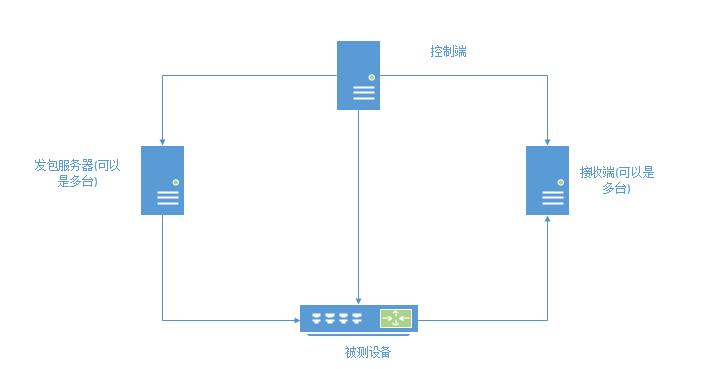 控制端
发包服务器(可以
是多台)
接收端(可以是
多台)
被测设备